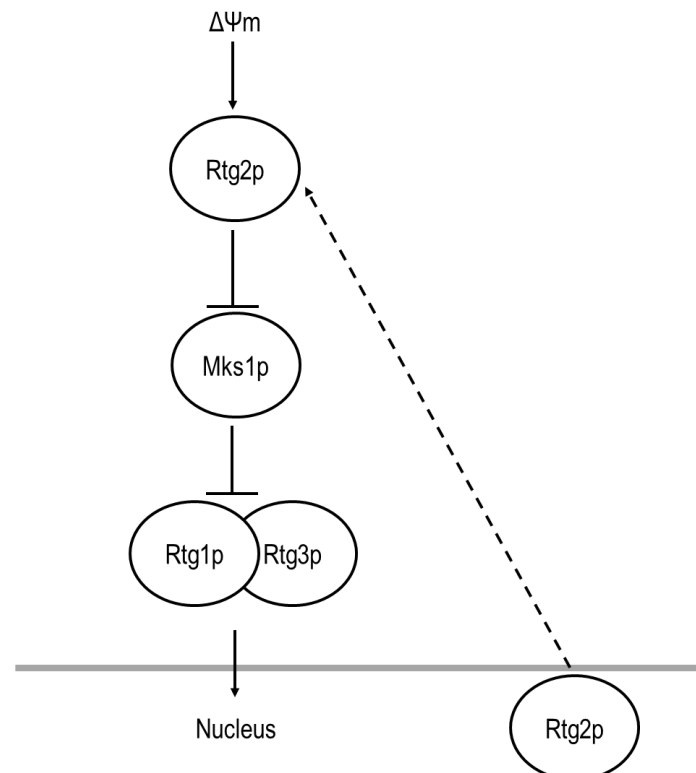 ΔΨm
Rtg2p
Mks1p
Rtg1p
Rtg3p
Nucleus
Rtg2p